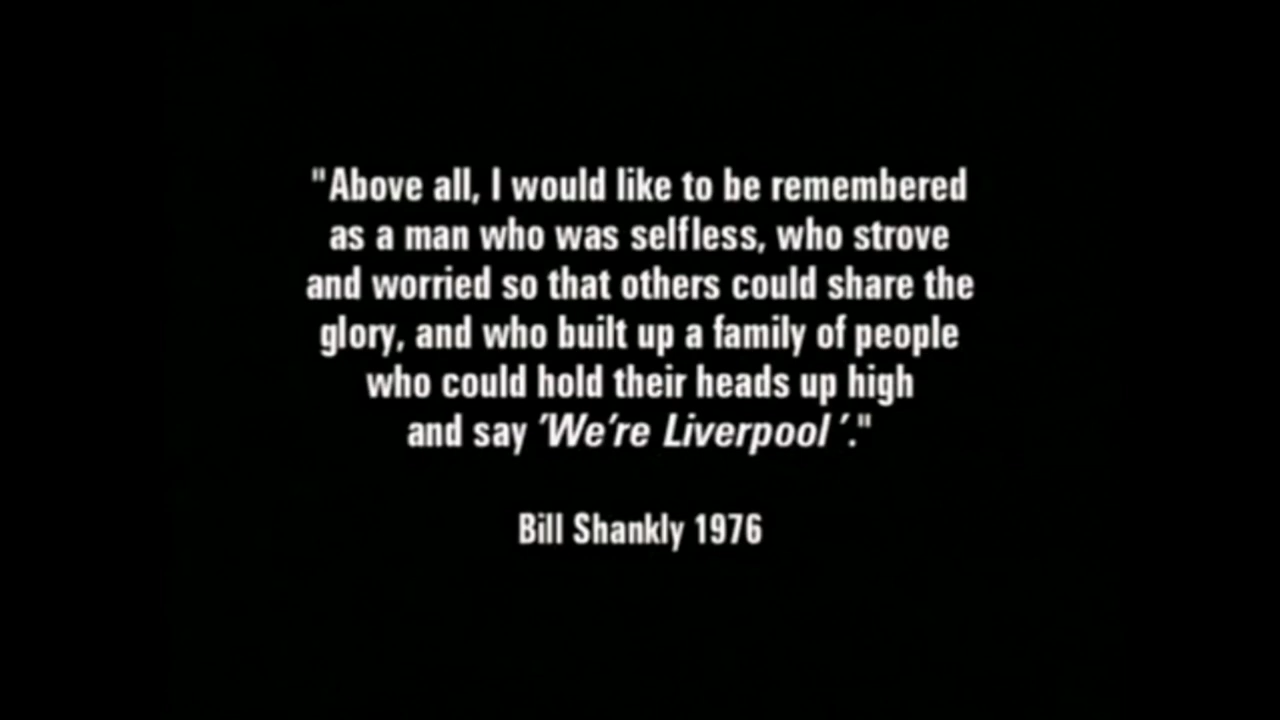 "Above all, I would like to be remembered
as a man who was selfless, who strove
and worried so that others could share the
glory, and who built up a family of people
who could hold their heads up high
and say 'We're Liverpool '."
Bill Shankly 1976